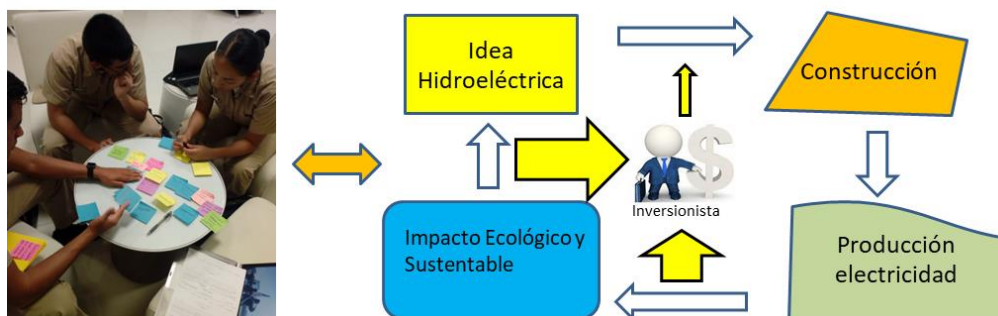 Idea
Hidroeléctrica
Construcción
Inversionista
Impacto Ecológico y
Sustentable
Producción
electricidad